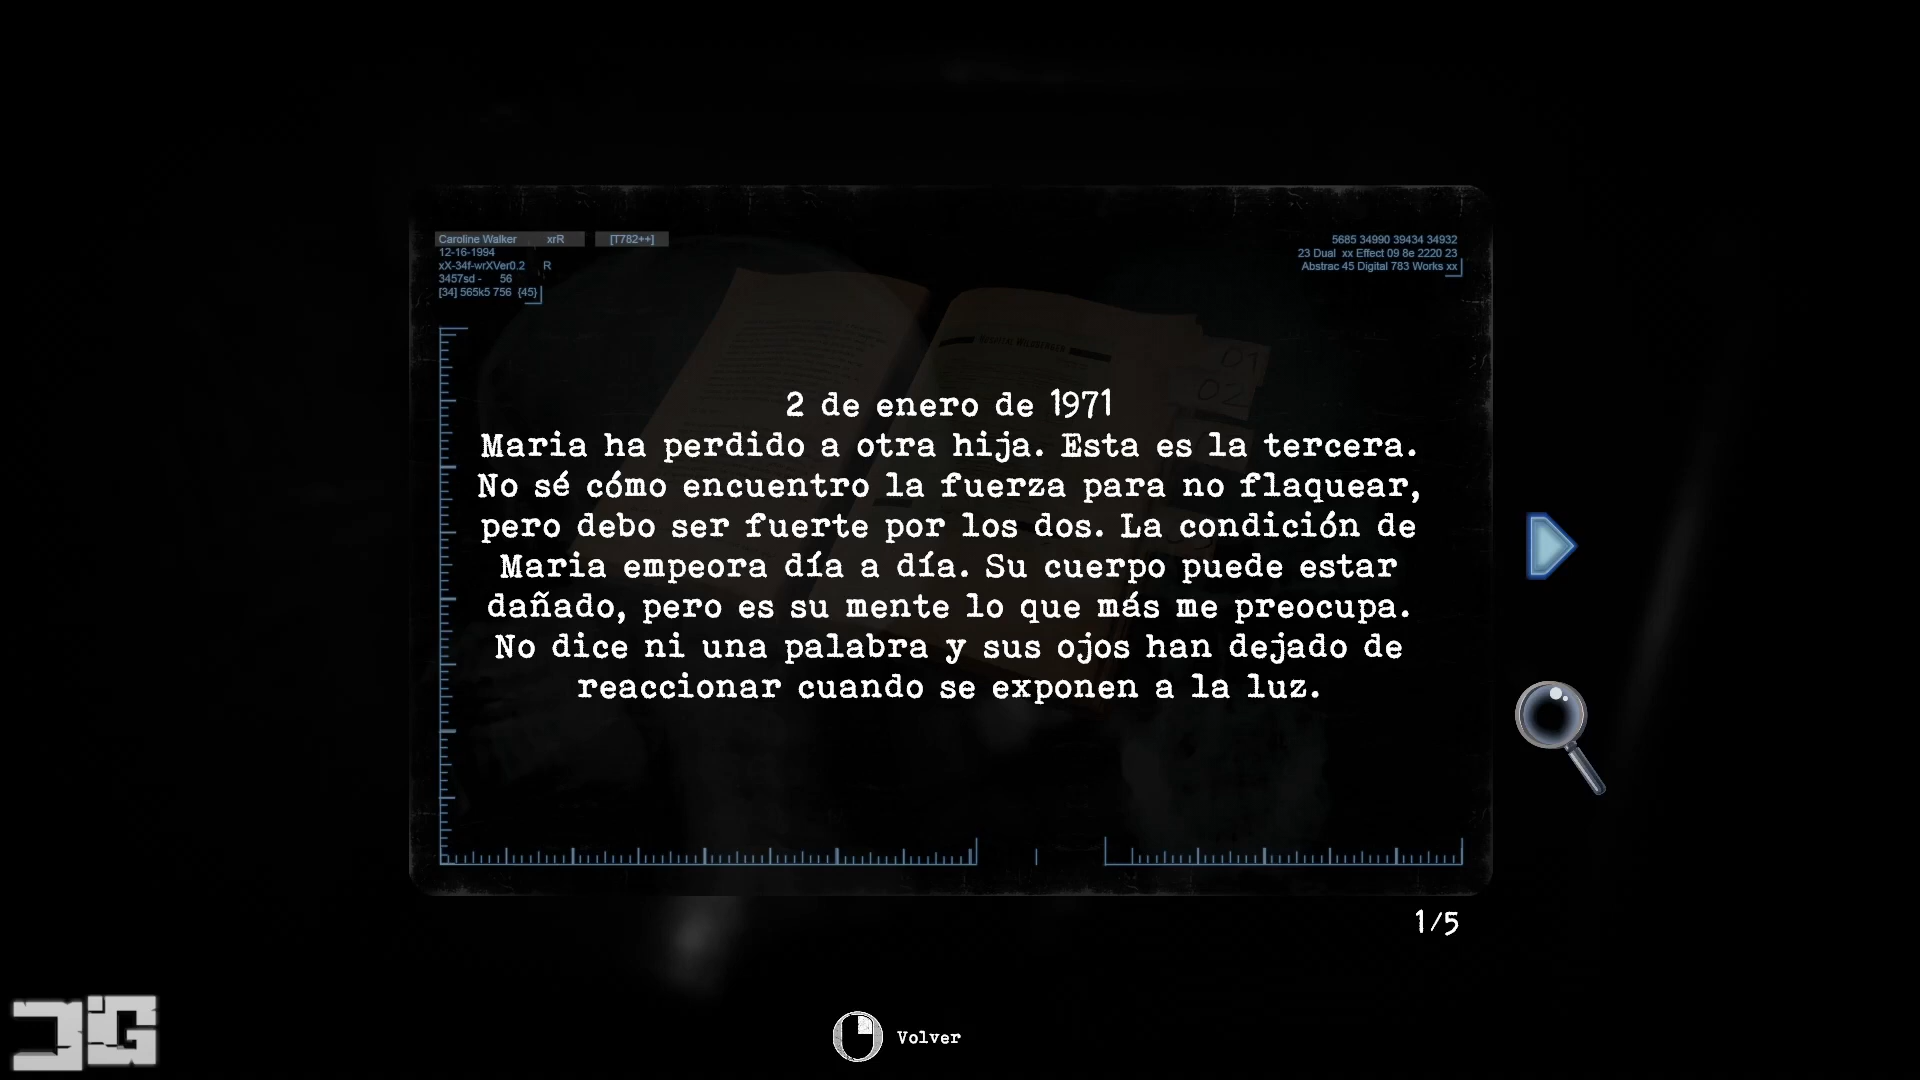 Caroline Walker xrR [T782++]
12-16-1994
xX-34f-wrXVer0.2 R
3457sd - 56
[34] 565k5 756 {45}
5685 34990 39434 34932
23 Dual xx Effect 09 8e 2220 23
Abstrac 45 Digital 783 Works xx
HOSPITAL WILDBERGER
01
02
2 de enero de 1971
Maria ha perdido a otra hija. Esta es la tercera.
No sé cómo encuentro la fuerza para no flaquear,
pero debo ser fuerte por los dos. La condición de
Maria empeora día a día. Su cuerpo puede estar
dañado, pero es su mente lo que más me preocupa.
No dice ni una palabra y sus ojos han dejado de
reaccionar cuando se exponen a la luz.
1/5
Volver